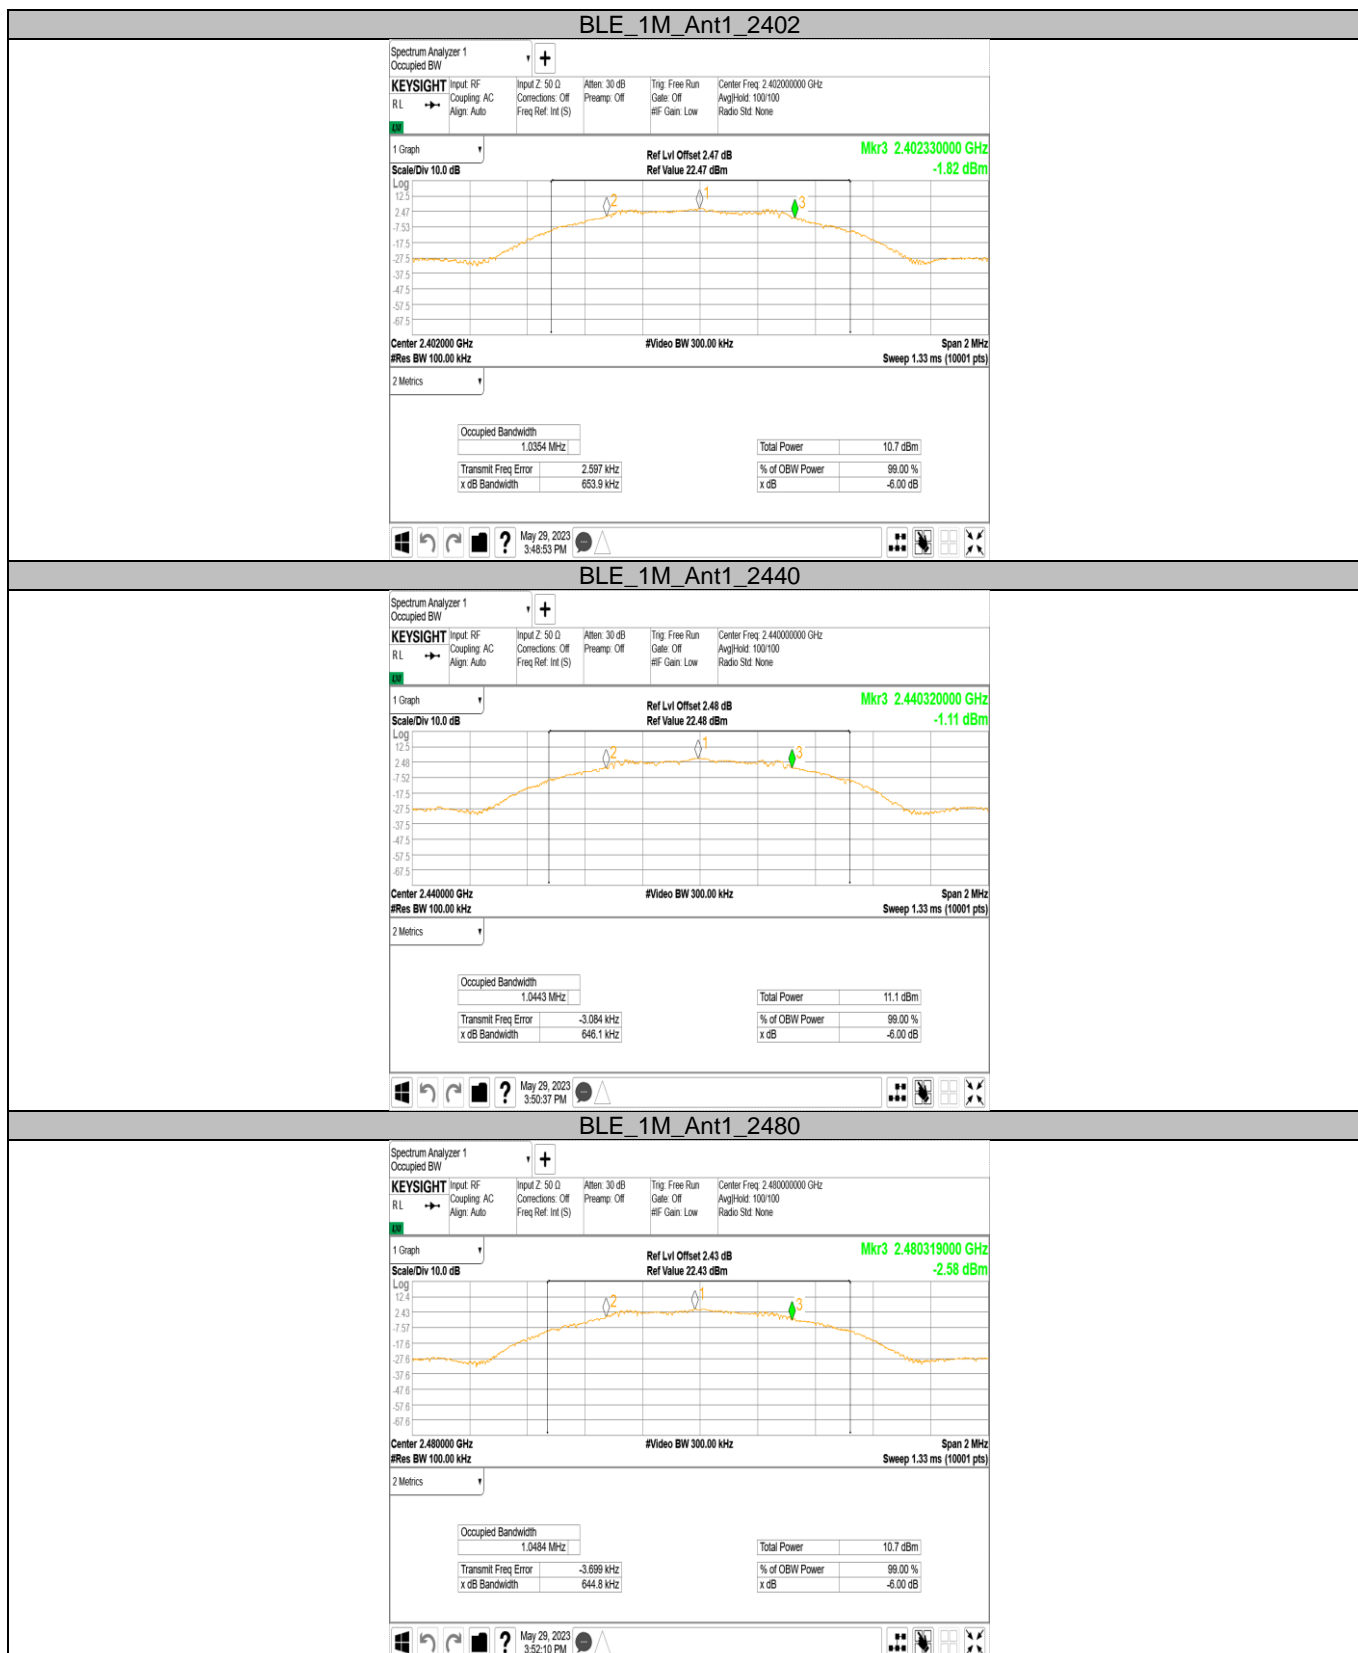 BLE_1M_Ant1_2402
Spectrum Analyzer 1
Occupied BW
+
KEYSIGHT Input: RF Input Z: 50 Ω Atten: 30 dB Trig: Free Run Center Freq: 2.402000000 GHz
RL Coupling: AC Corrections: Off Preamp: Off Gate: Off Avg|Hold: 100/100
Align: Auto Freq Ref: Int (S) #IF Gain: Low Radio Std: None
1 Graph Ref Lvl Offset 2.47 dB Mkr3 2.402330000 GHz
Scale/Div 10.0 dB Ref Value 22.47 dBm -1.82 dBm
Log
12.5
2.47
-7.53
-17.5
-27.5
-37.5
-47.5
-57.5
-67.5
2 1 3
Center 2.402000 GHz #Video BW 300.00 kHz Span 2 MHz
#Res BW 100.00 kHz Sweep 1.33 ms (10001 pts)
2 Metrics
Occupied Bandwidth
1.0354 MHz Total Power 10.7 dBm
Transmit Freq Error 2.597 kHz % of OBW Power 99.00 %
x dB Bandwidth 653.9 kHz x dB -6.00 dB
? May 29, 2023
3:48:53 PM
BLE_1M_Ant1_2440
Spectrum Analyzer 1
Occupied BW
+
KEYSIGHT Input: RF Input Z: 50 Ω Atten: 30 dB Trig: Free Run Center Freq: 2.440000000 GHz
RL Coupling: AC Corrections: Off Preamp: Off Gate: Off Avg|Hold: 100/100
Align: Auto Freq Ref: Int (S) #IF Gain: Low Radio Std: None
1 Graph Ref Lvl Offset 2.48 dB Mkr3 2.440320000 GHz
Scale/Div 10.0 dB Ref Value 22.48 dBm -1.11 dBm
Log
12.5
2.48
-7.52
-17.5
-27.5
-37.5
-47.5
-57.5
-67.5
2 1 3
Center 2.440000 GHz #Video BW 300.00 kHz Span 2 MHz
#Res BW 100.00 kHz Sweep 1.33 ms (10001 pts)
2 Metrics
Occupied Bandwidth
1.0443 MHz Total Power 11.1 dBm
Transmit Freq Error -3.084 kHz % of OBW Power 99.00 %
x dB Bandwidth 646.1 kHz x dB -6.00 dB
? May 29, 2023
3:50:37 PM
BLE_1M_Ant1_2480
Spectrum Analyzer 1
Occupied BW
+
KEYSIGHT Input: RF Input Z: 50 Ω Atten: 30 dB Trig: Free Run Center Freq: 2.480000000 GHz
RL Coupling: AC Corrections: Off Preamp: Off Gate: Off Avg|Hold: 100/100
Align: Auto Freq Ref: Int (S) #IF Gain: Low Radio Std: None
1 Graph Ref Lvl Offset 2.43 dB Mkr3 2.480319000 GHz
Scale/Div 10.0 dB Ref Value 22.43 dBm -2.58 dBm
Log
12.4
2.43
-7.57
-17.6
-27.6
-37.6
-47.6
-57.6
-67.6
2 1 3
Center 2.480000 GHz #Video BW 300.00 kHz Span 2 MHz
#Res BW 100.00 kHz Sweep 1.33 ms (10001 pts)
2 Metrics
Occupied Bandwidth
1.0484 MHz Total Power 10.7 dBm
Transmit Freq Error -3.699 kHz % of OBW Power 99.00 %
x dB Bandwidth 644.8 kHz x dB -6.00 dB
? May 29, 2023
3:52:10 PM